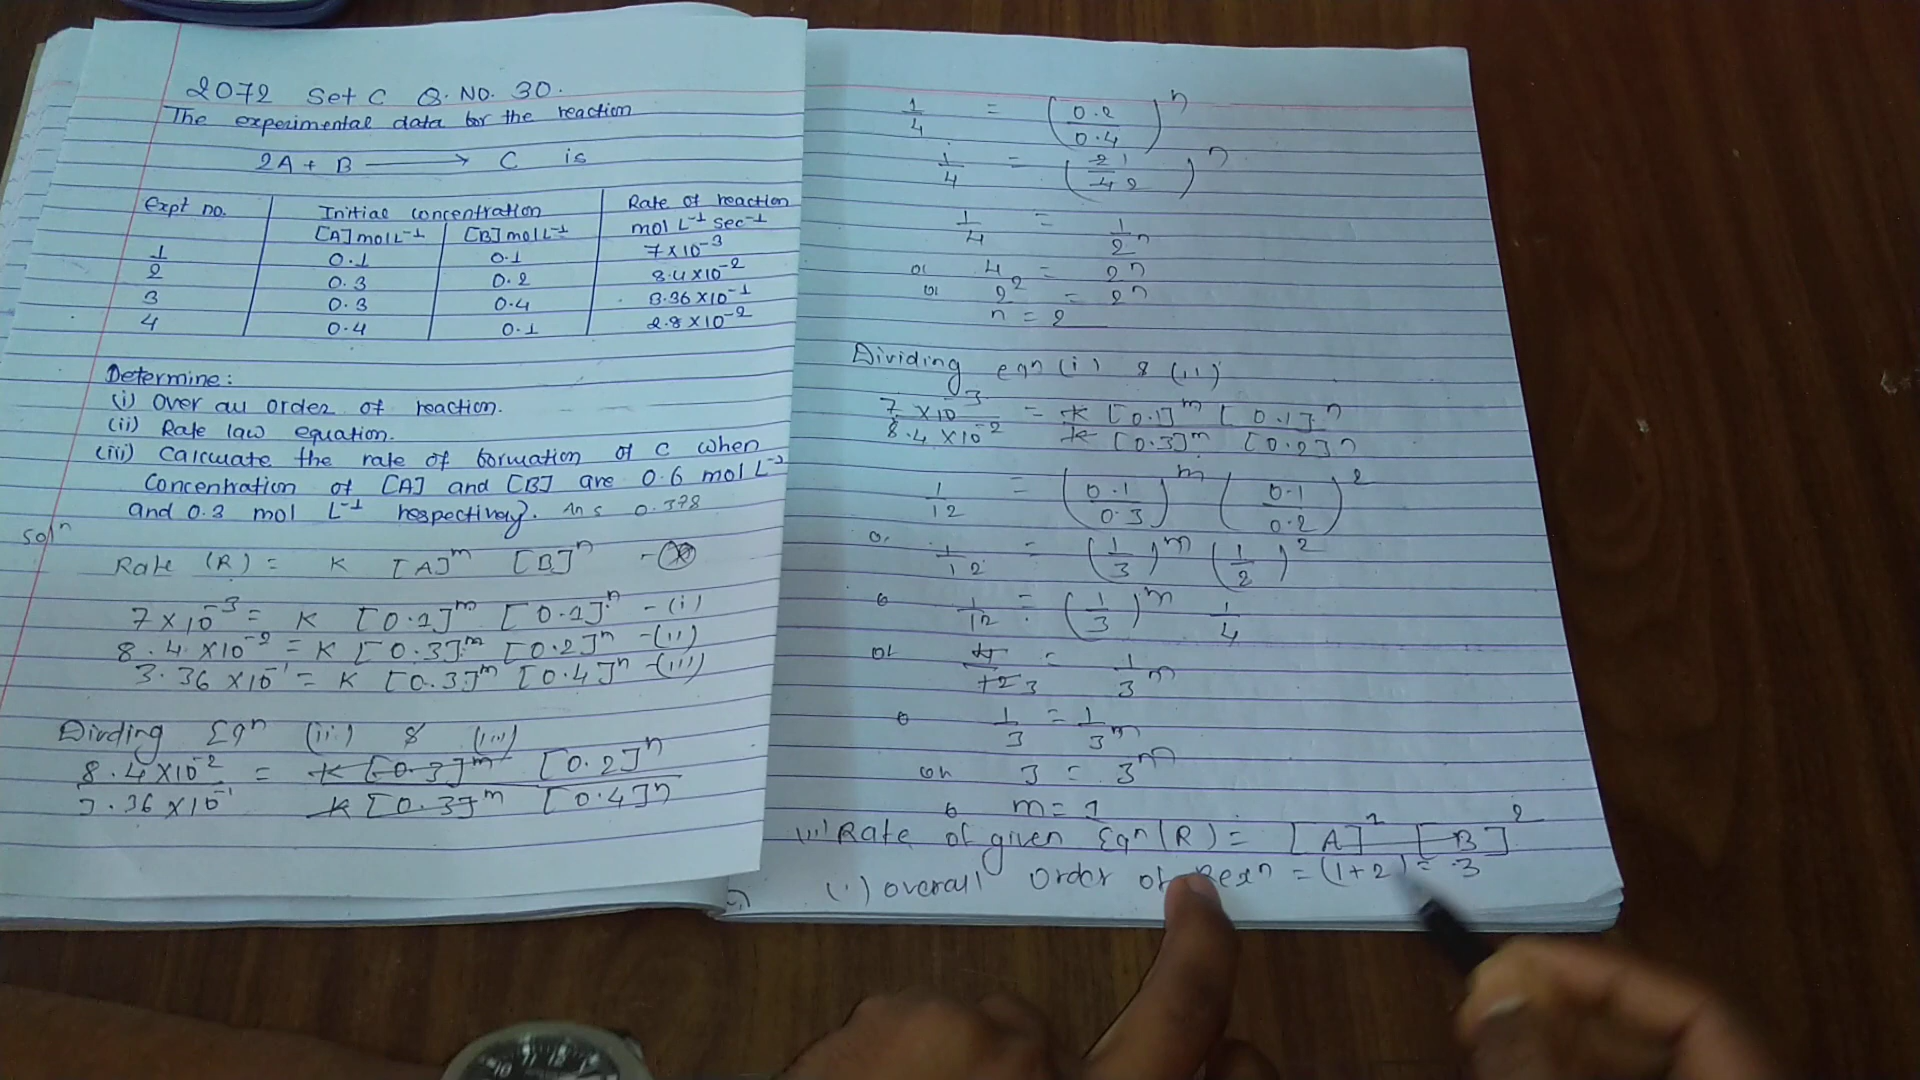 2072 Set C Q. NO. 30.
The experimental data for the reaction
2A + B ⟶ C is
Expt no. Initial concentration Rate of reaction
[A] mol L⁻¹ [B] mol L⁻¹ mol L⁻¹ sec⁻¹
1 0.1 0.1 7×10⁻³
2 0.3 0.2 8.4×10⁻²
3 0.3 0.4 3.36×10⁻¹
4 0.4 0.1 2.8×10⁻²
Determine:
(i) Over all order of reaction.
(ii) Rate law equation.
(iii) Calculate the rate of formation of C when
Concentration of [A] and [B] are 0.6 mol L⁻¹
and 0.3 mol L⁻¹ respectively. Ans 0.378
Solⁿ
Rate (R) = K [A]ᵐ [B]ⁿ -⊛
7×10⁻³ = K [0.1]ᵐ [0.1]ⁿ -(i)
8.4×10⁻² = K [0.3]ᵐ [0.2]ⁿ -(ii)
3.36×10⁻¹ = K [0.3]ᵐ [0.4]ⁿ -(iii)
Dividing Eqⁿ (ii) & (iii)
8.4×10⁻² = K [0.3]ᵐ [0.2]ⁿ
3.36×10⁻¹ K [0.3]ᵐ [0.4]ⁿ
1/4 = (0.2/0.4)ⁿ
1/4 = (2 1/4 2)ⁿ
1/4 = 1/2ⁿ
or 4 = 2ⁿ
or 2² = 2ⁿ
n = 2
Dividing eqⁿ (i) & (ii)
7×10⁻³ = K [0.1]ᵐ [0.1]ⁿ
8.4×10⁻² K [0.3]ᵐ [0.2]ⁿ
1/12 = (0.1/0.3)ᵐ (0.1/0.2)²
o, 1/12 = (1/3)ᵐ (1/2)²
o 1/12 = (1/3)ᵐ 1/4
or 4/12 3 = 1/3ᵐ
o 1/3 = 1/3ᵐ
or 3 = 3ᵐ
o m = 1
(ii) Rate of given Eqⁿ (R) = [A]¹ [B]²
(i) overall order of Rexⁿ = (1+2) = 3